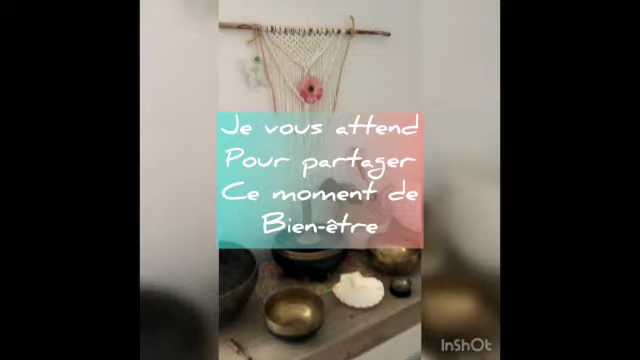 Je vous attend
Pour partager
Ce moment de
Bien-être
InShOt